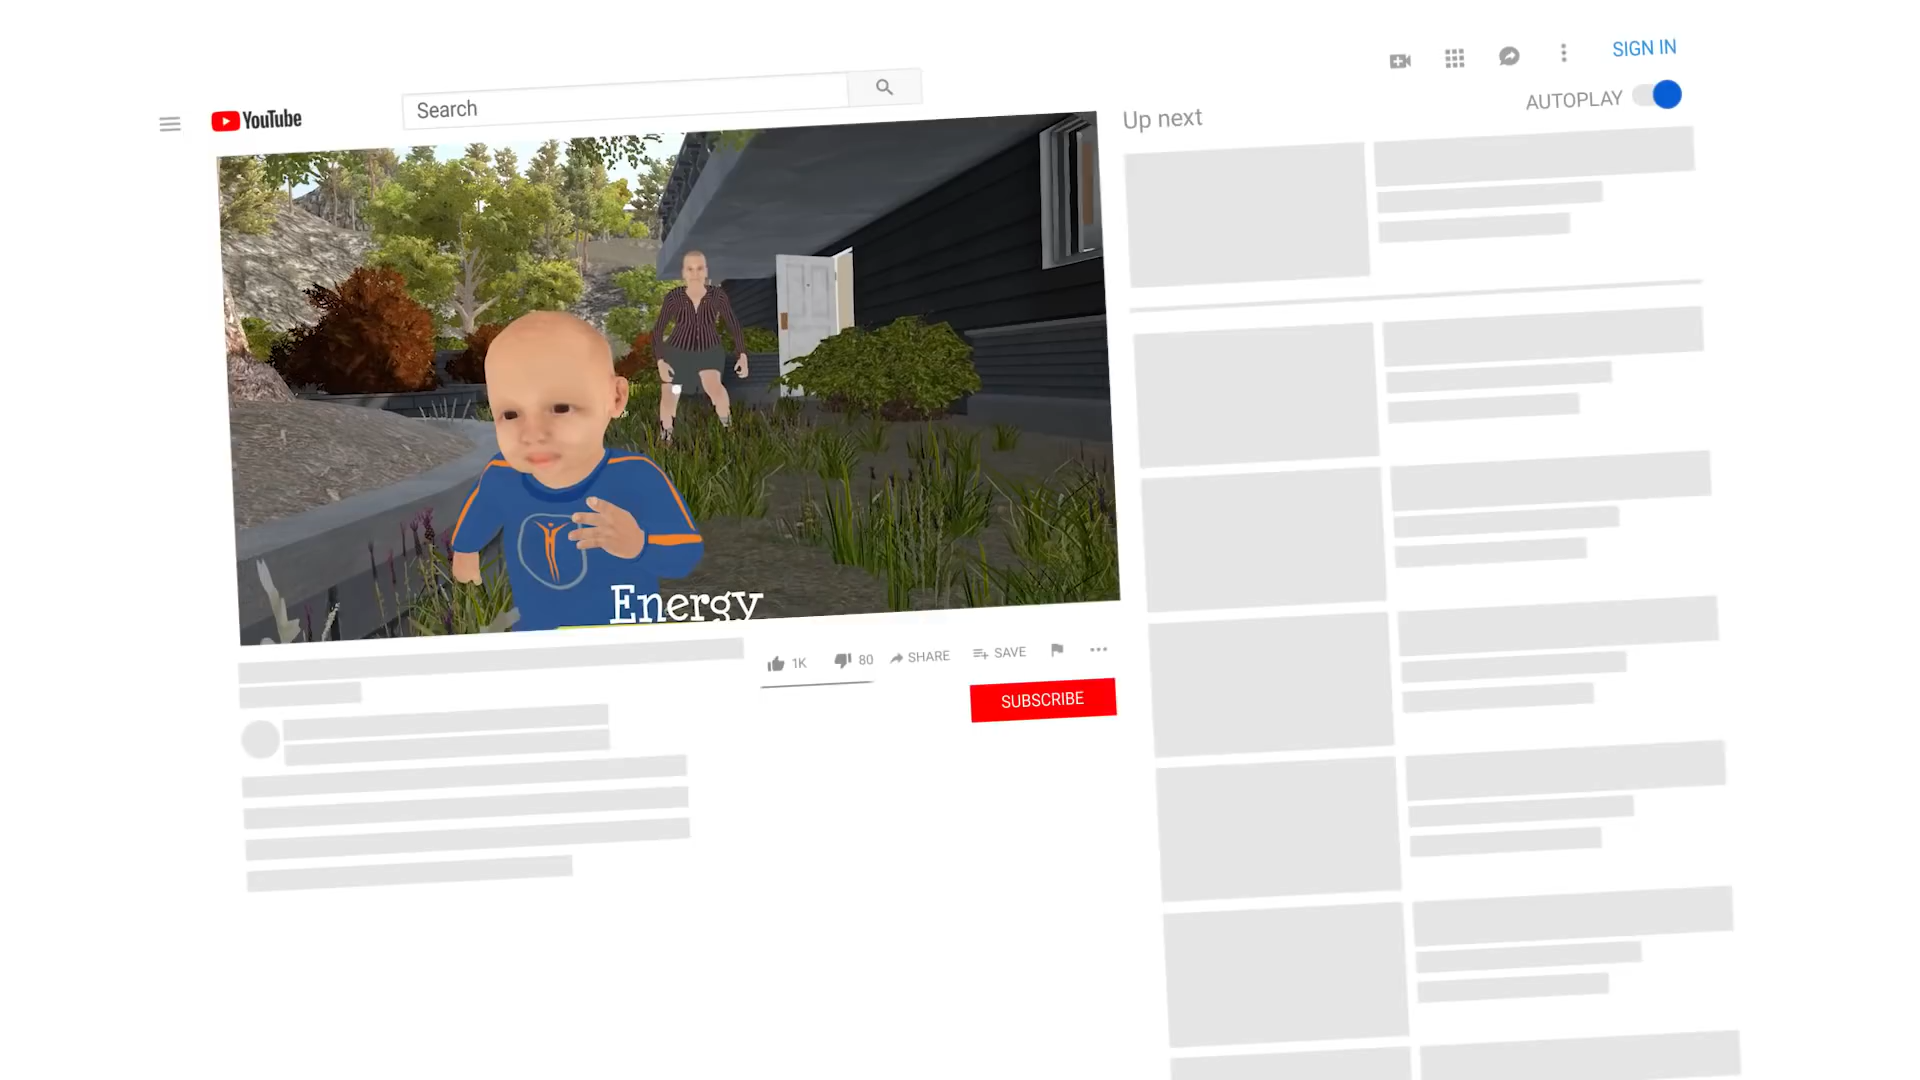 SIGN IN
YouTube
Search
Up next
AUTOPLAY
Energy
1K
80
SHARE
SAVE
SUBSCRIBE